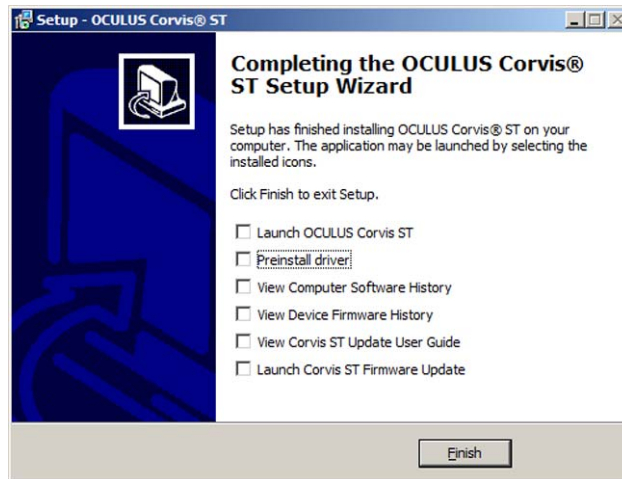 Setup - OCULUS Corvis® ST
Completing the OCULUS Corvis®
ST Setup Wizard
Setup has finished installing OCULUS Corvis® ST on your
computer. The application may be launched by selecting the
installed icons.
Click Finish to exit Setup.
Launch OCULUS Corvis ST
Preinstall driver
View Computer Software History
View Device Firmware History
View Corvis ST Update User Guide
Launch Corvis ST Firmware Update
Finish